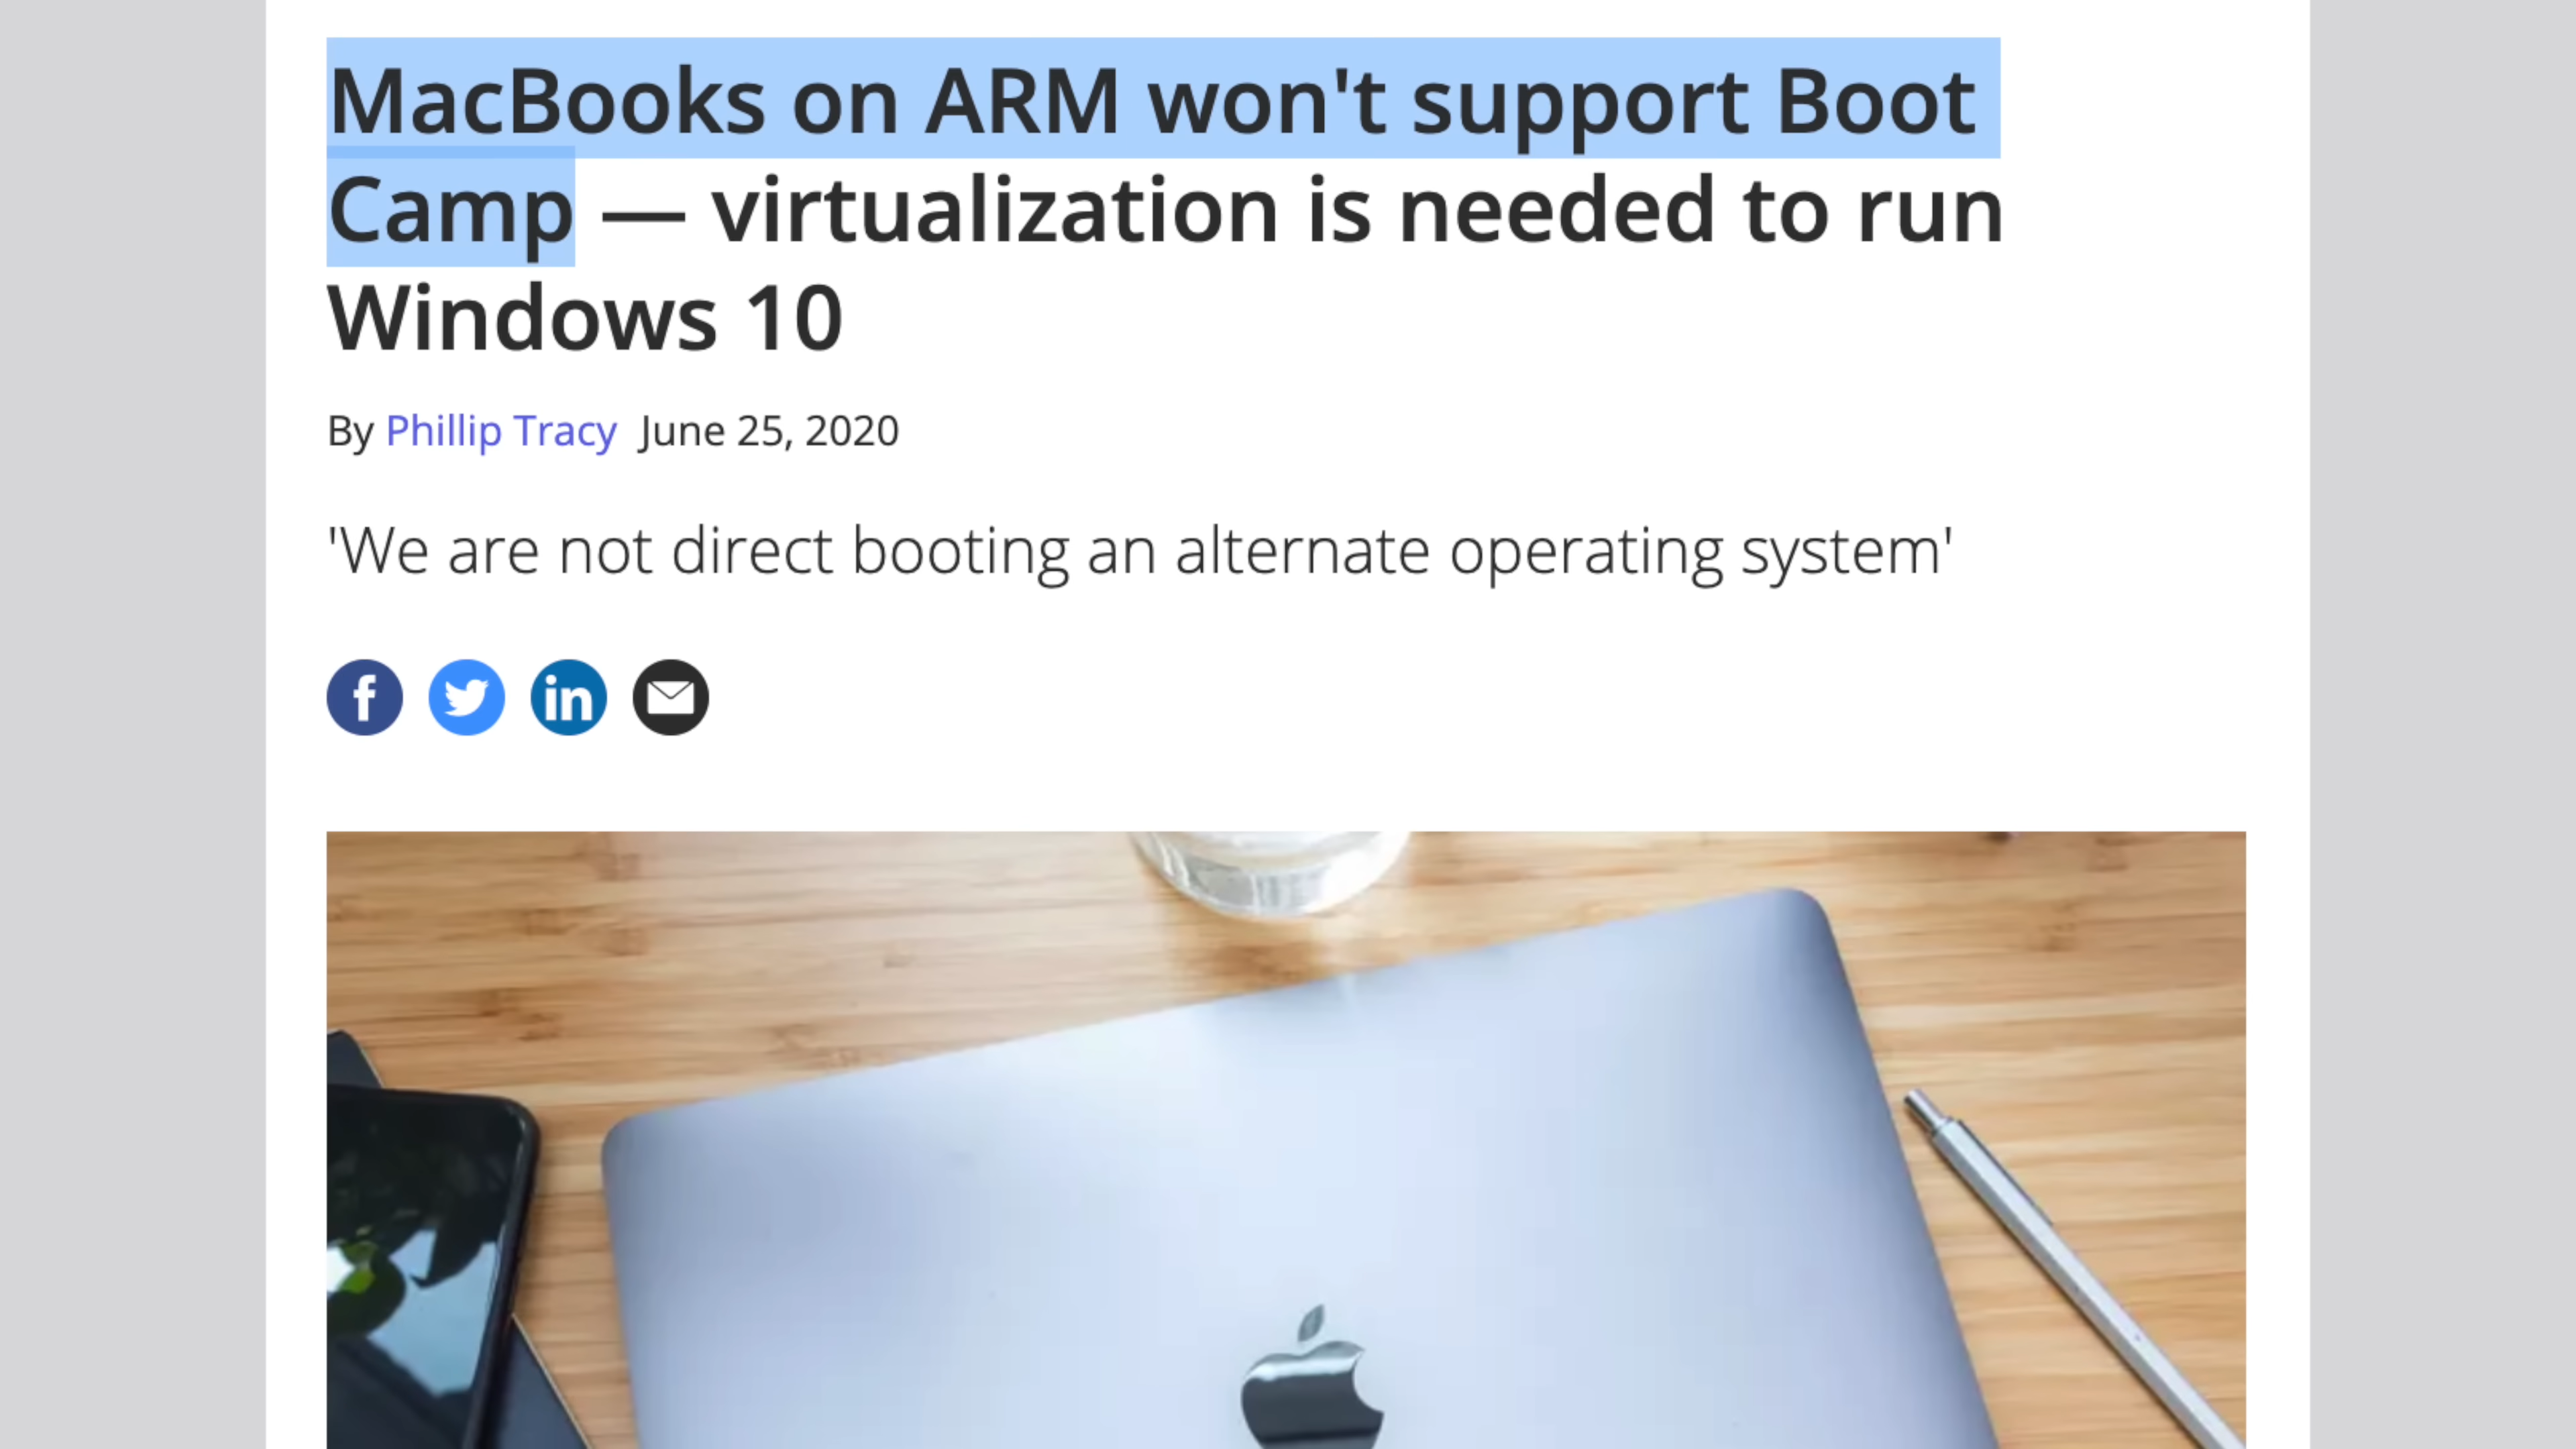 MacBooks on ARM won't support Boot
Camp — virtualization is needed to run
Windows 10
By Phillip Tracy June 25, 2020
'We are not direct booting an alternate operating system'